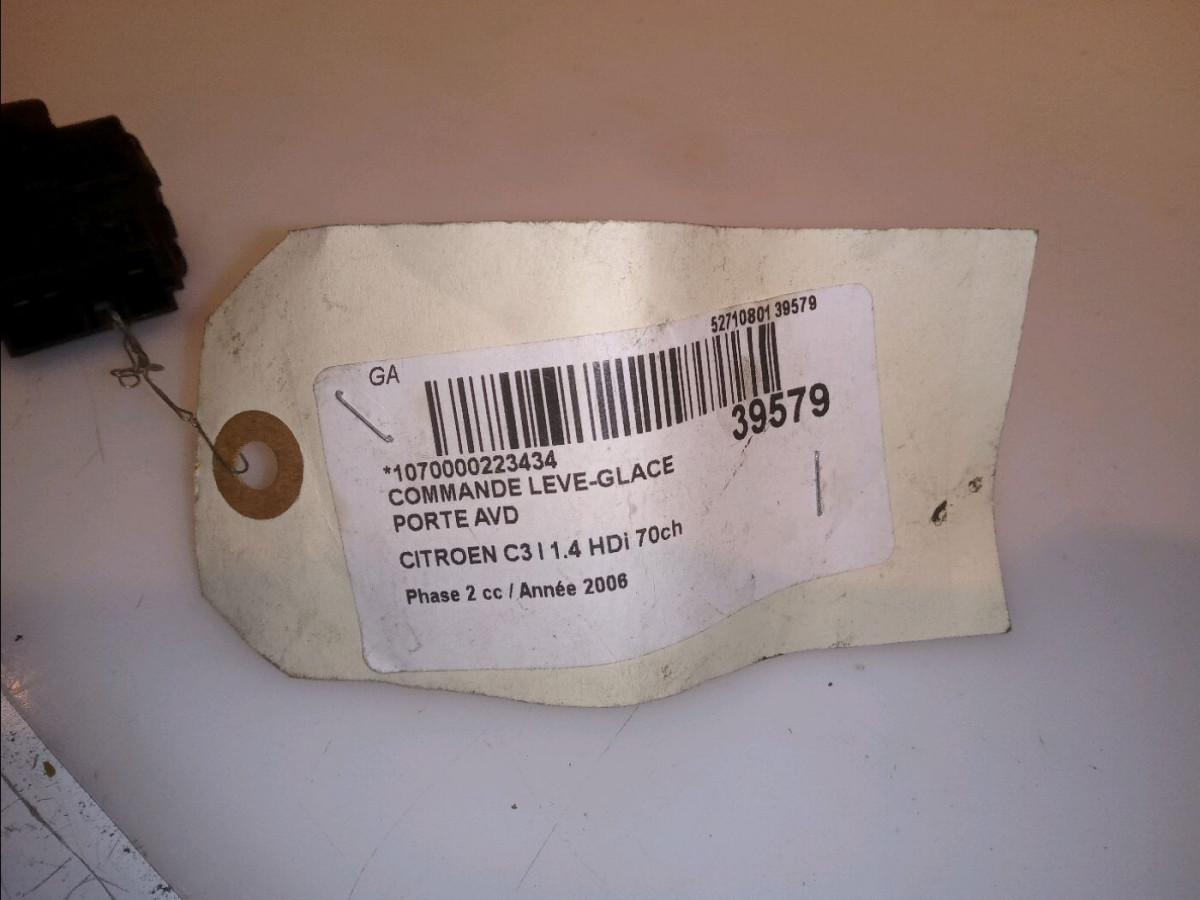 GA
52710801 39579
39579
*1070000223434
COMMANDE LEVE-GLACE
PORTE AVD
CITROEN C3 I 1.4 HDi 70ch
Phase 2 cc / Année 2006